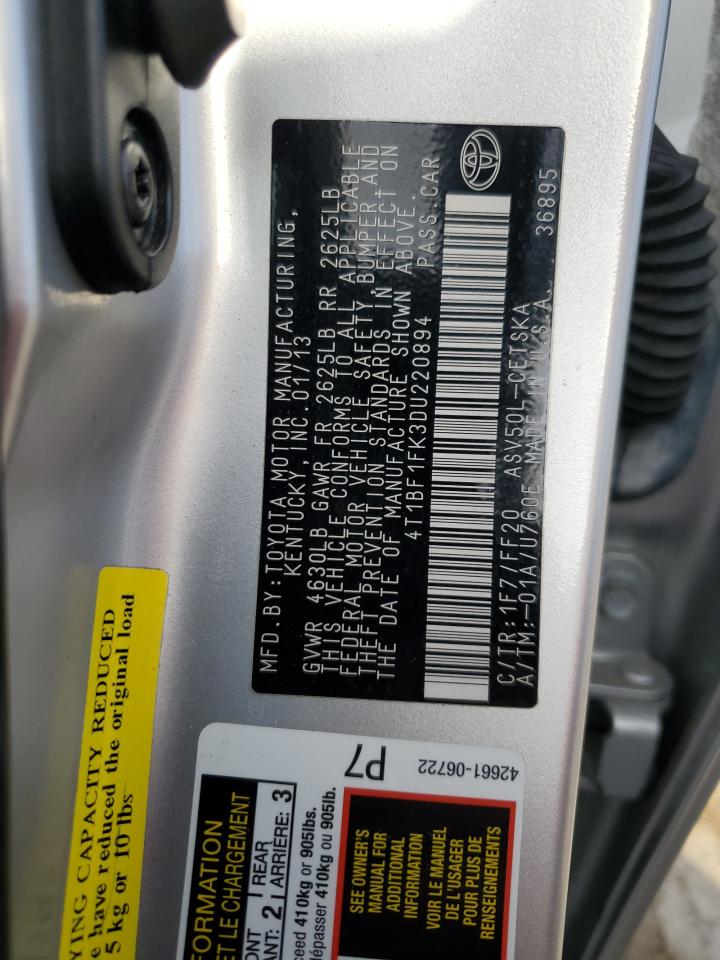 MFD.BY:TOYOTA MOTOR MANUFACTURING,
KENTUCKY, INC. 01/13
GVWR 4630LB GAWR FR 2625LB RR 2625LB
THIS VEHICLE CONFORMS TO ALL APPLICABLE
FEDERAL MOTOR VEHICLE SAFETY, BUMPER, AND
THEFT PREVENTION STANDARDS IN EFFECT ON
THE DATE OF MANUFACTURE SHOWN ABOVE.
4T1BF1FK3DU220894 PASS.CAR
C/TR:1F7/FF20 ASV50L-CETSKA
A/TM:-01A/U760E MADE IN U.S.A. 36895
YING CAPACITY REDUCED
e have reduced the original load
5 kg or 10 lbs
P7
42661-06722
FORMATION
ET LE CHARGEMENT
ONT
REAR
ANT: 2
ARRIÈRE: 3
ceed 410kg or 905lbs.
dépasser 410kg ou 905lb.
SEE OWNER'S
MANUAL FOR
ADDITIONAL
INFORMATION
VOIR LE MANUEL
DE L'USAGER
POUR PLUS DE
RENSEIGNEMENTS